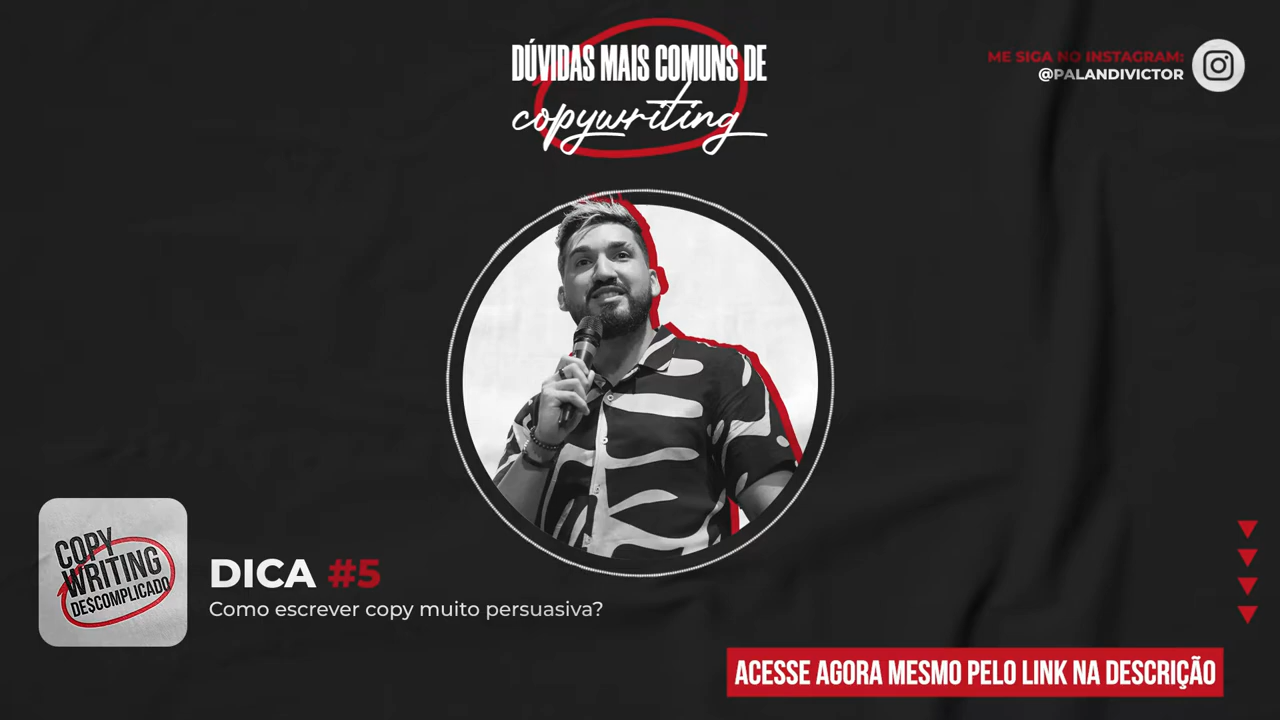 DÚVIDAS MAIS COMUNS DE
copywriting
ME SIGA NO INSTAGRAM:
@PALANDIVICTOR
COPY
WRITING
DESCOMPLICADO
DICA #5
Como escrever copy muito persuasiva?
ACESSE AGORA MESMO PELO LINK NA DESCRIÇÃO